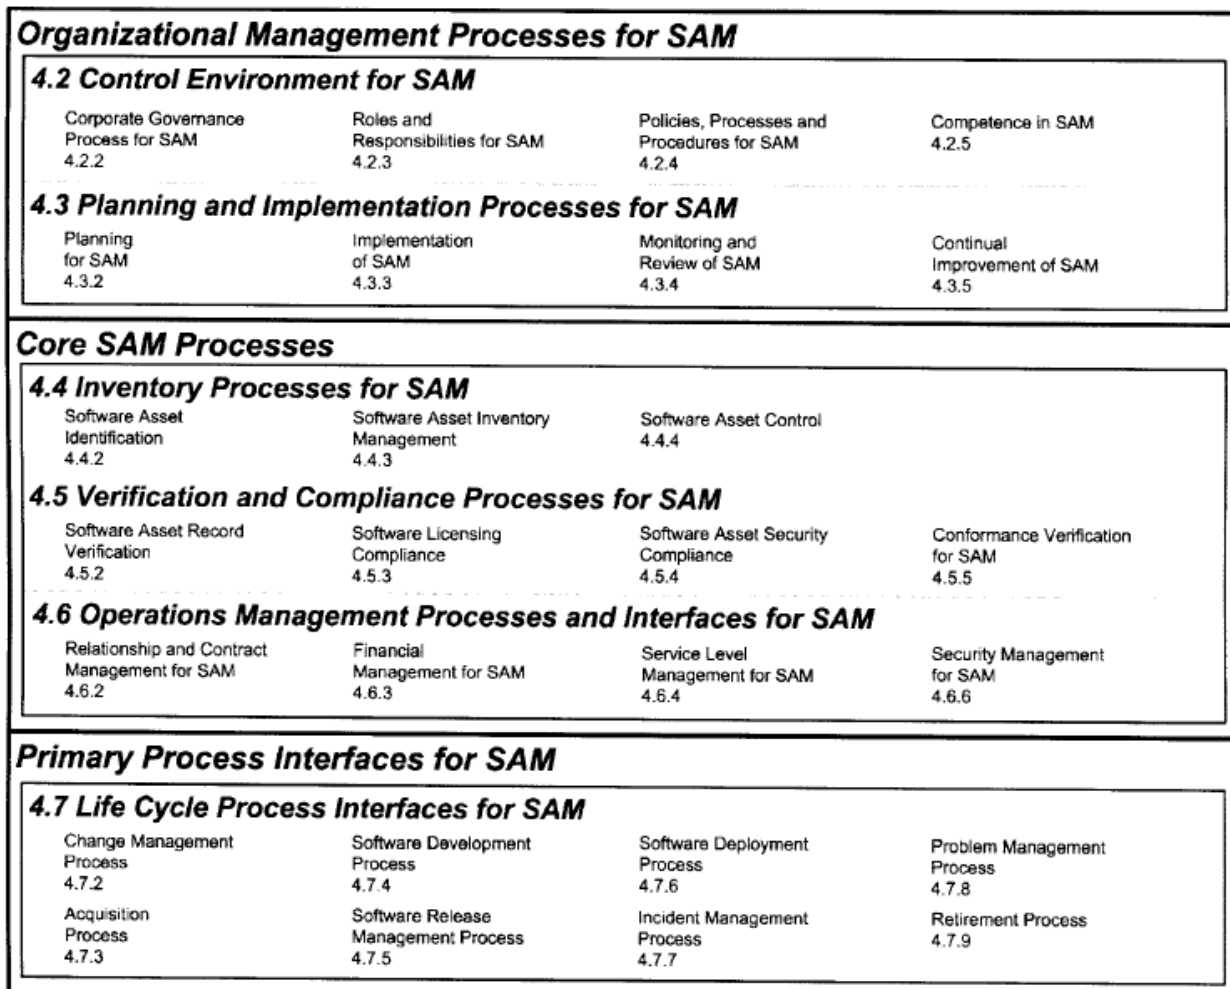 Organizational Management Processes for SAM
4.2 Control Environment for SAM
Corporate Governance
Process for SAM
4.2.2
Roles and
Responsibilities for SAM
4.2.3
Policies, Processes and
Procedures for SAM
4.2.4
Competence in SAM
4.2.5
4.3 Planning and Implementation Processes for SAM
Planning
for SAM
4.3.2
Implementation
of SAM
4.3.3
Monitoring and
Review of SAM
4.3.4
Continual
Improvement of SAM
4.3.5
Core SAM Processes
4.4 Inventory Processes for SAM
Software Asset
Identification
4.4.2
Software Asset Inventory
Management
4.4.3
Software Asset Control
4.4.4
4.5 Verification and Compliance Processes for SAM
Software Asset Record
Verification
4.5.2
Software Licensing
Compliance
4.5.3
Software Asset Security
Compliance
4.5.4
Conformance Verification
for SAM
4.5.5
4.6 Operations Management Processes and Interfaces for SAM
Relationship and Contract
Management for SAM
4.6.2
Financial
Management for SAM
4.6.3
Service Level
Management for SAM
4.6.4
Security Management
for SAM
4.6.6
Primary Process Interfaces for SAM
4.7 Life Cycle Process Interfaces for SAM
Change Management
Process
4.7.2
Software Development
Process
4.7.4
Software Deployment
Process
4.7.6
Problem Management
Process
4.7.8
Acquisition
Process
4.7.3
Software Release
Management Process
4.7.5
Incident Management
Process
4.7.7
Retirement Process
4.7.9